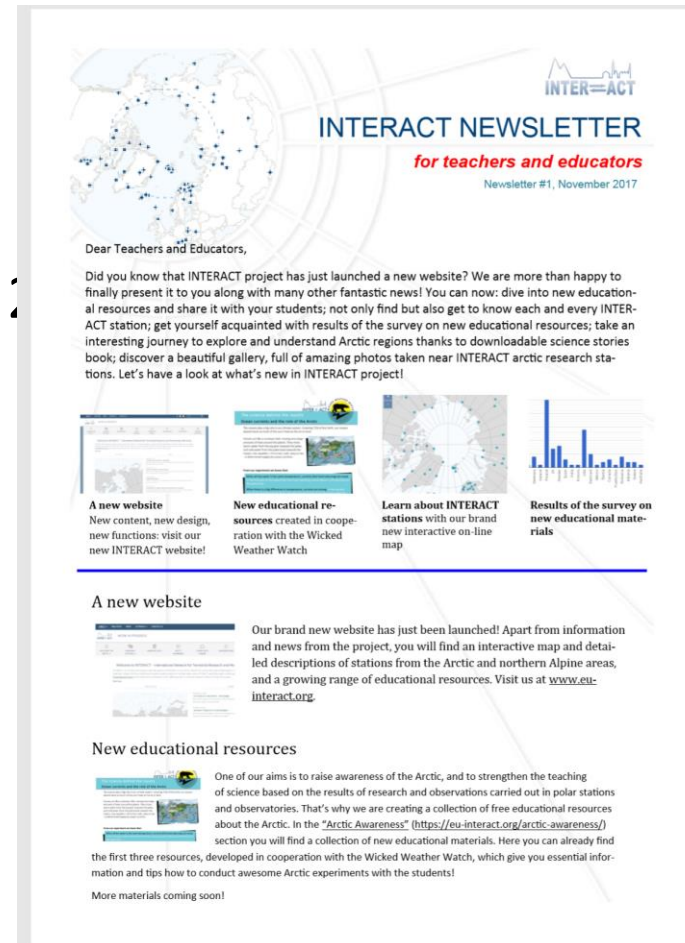 INTER ACT
INTERACT NEWSLETTER
for teachers and educators
Newsletter #1, November 2017
Dear Teachers and Educators,
Did you know that INTERACT project has just launched a new website? We are more than happy to
finally present it to you along with many other fantastic news! You can now: dive into new education-
al resources and share it with your students; not only find but also get to know each and every INTER-
ACT station; get yourself acquainted with results of the survey on new educational resources; take an
interesting journey to explore and understand Arctic regions thanks to downloadable science stories
book; discover a beautiful gallery, full of amazing photos taken near INTERACT arctic research sta-
tions. Let's have a look at what's new in INTERACT project!
A new website
New content, new design,
new functions: visit our
new INTERACT website!
New educational re-
sources created in coope-
ration with the Wicked
Weather Watch
Learn about INTERACT
stations with our brand
new interactive on-line
map
Results of the survey on
new educational mate-
rials
A new website
Our brand new website has just been launched! Apart from information
and news from the project, you will find an interactive map and detai-
led descriptions of stations from the Arctic and northern Alpine areas,
and a growing range of educational resources. Visit us at www.eu-
interact.org.
New educational resources
One of our aims is to raise awareness of the Arctic, and to strengthen the teaching
of science based on the results of research and observations carried out in polar stations
and observatories. That's why we are creating a collection of free educational resources
about the Arctic. In the "Arctic Awareness" (https://eu-interact.org/arctic-awareness/)
section you will find a collection of new educational materials. Here you can already find
the first three resources, developed in cooperation with the Wicked Weather Watch, which give you essential infor-
mation and tips how to conduct awesome Arctic experiments with the students!
More materials coming soon!